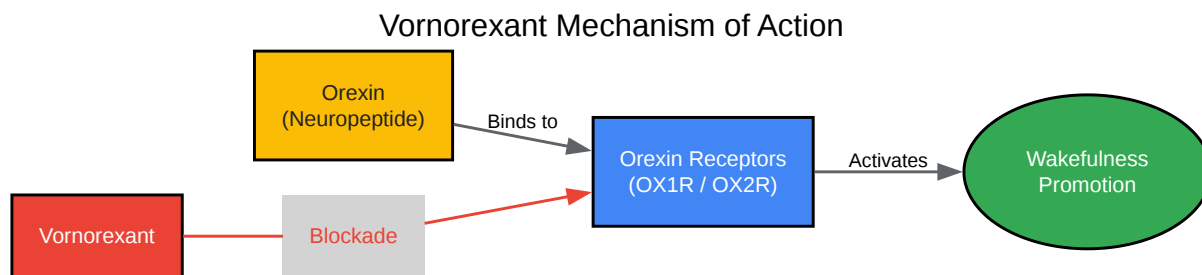 Vornorexant Mechanism of Action
Orexin
(Neuropeptide)
Binds to
Orexin Receptors
(OX1R / OX2R)
Activates
Wakefulness
Promotion
Vornorexant
Blockade